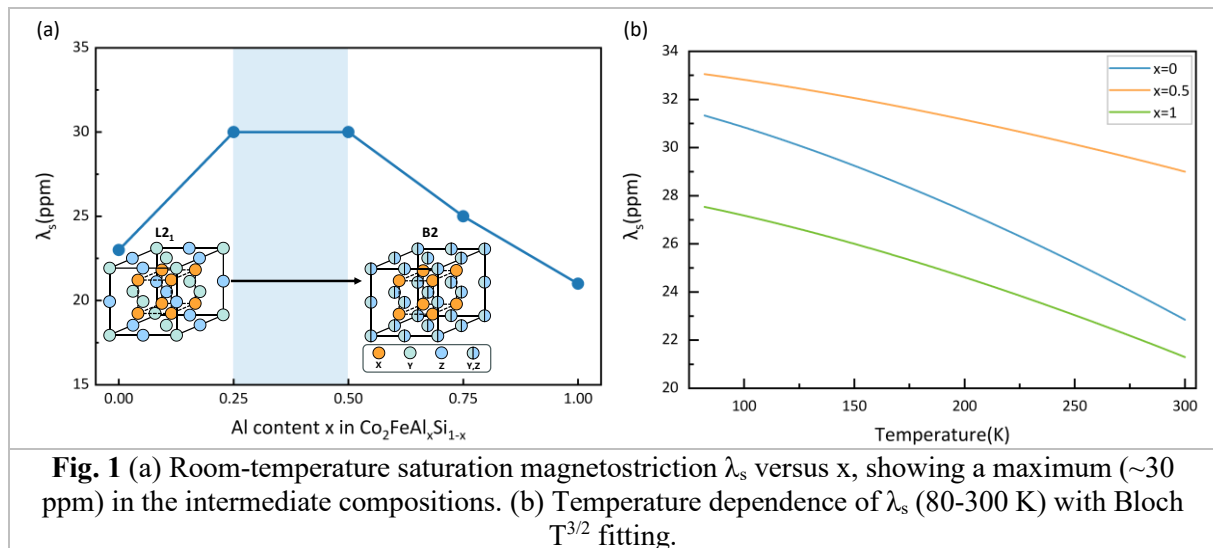 (a)
35
30
25
20
15
λₛ(ppm)
L2₁
B2
X Y Z Y,Z
0.00 0.25 0.50 0.75 1.00
Al content x in Co₂FeAlₓSi₁₋ₓ
(b)
34
32
30
28
26
24
22
20
λₛ(ppm)
x=0
x=0.5
x=1
100 150 200 250 300
Temperature(K)
Fig. 1 (a) Room-temperature saturation magnetostriction λₛ versus x, showing a maximum (~30
ppm) in the intermediate compositions. (b) Temperature dependence of λₛ (80-300 K) with Bloch
T³/² fitting.